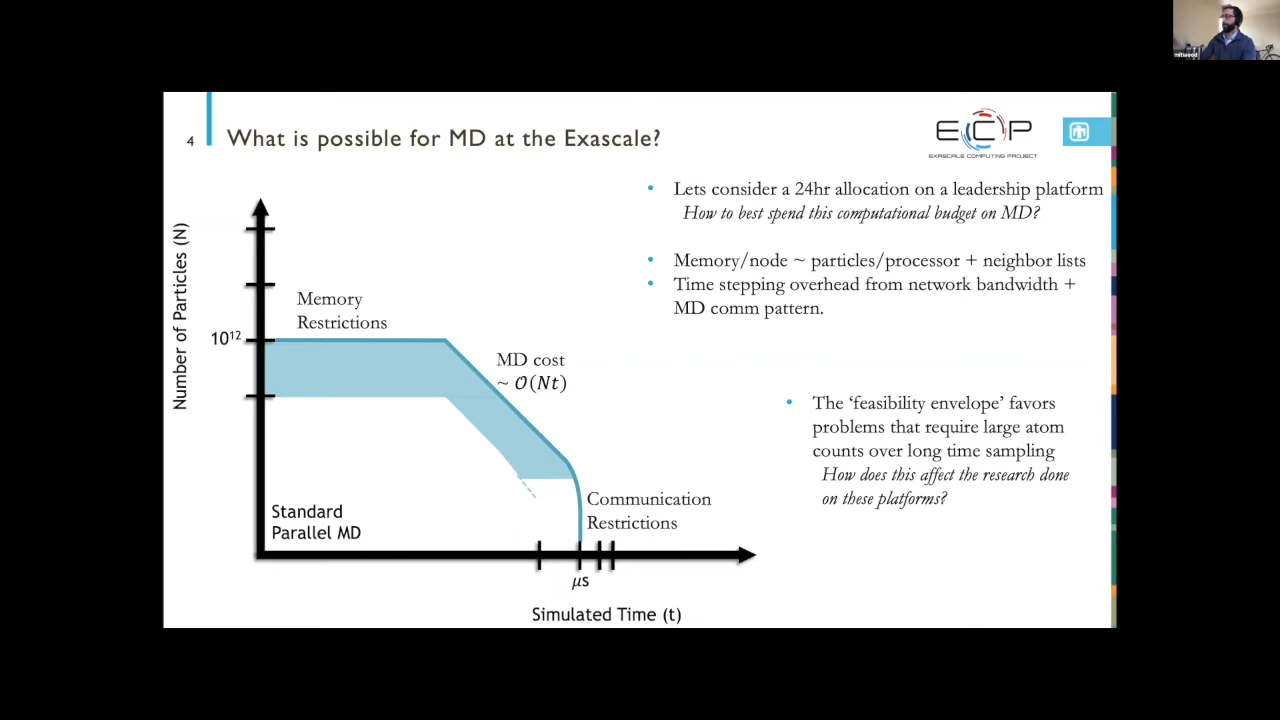 mitwood
4
What is possible for MD at the Exascale?
ECP
EXASCALE COMPUTING PROJECT
Number of Particles (N)
10¹²
Memory
Restrictions
MD cost
~ 𝒪(Nt)
Communication
Restrictions
Standard
Parallel MD
μs
Simulated Time (t)
• Lets consider a 24hr allocation on a leadership platform
How to best spend this computational budget on MD?
• Memory/node ~ particles/processor + neighbor lists
• Time stepping overhead from network bandwidth +
MD comm pattern.
• The ‘feasibility envelope’ favors
problems that require large atom
counts over long time sampling
How does this affect the research done
on these platforms?